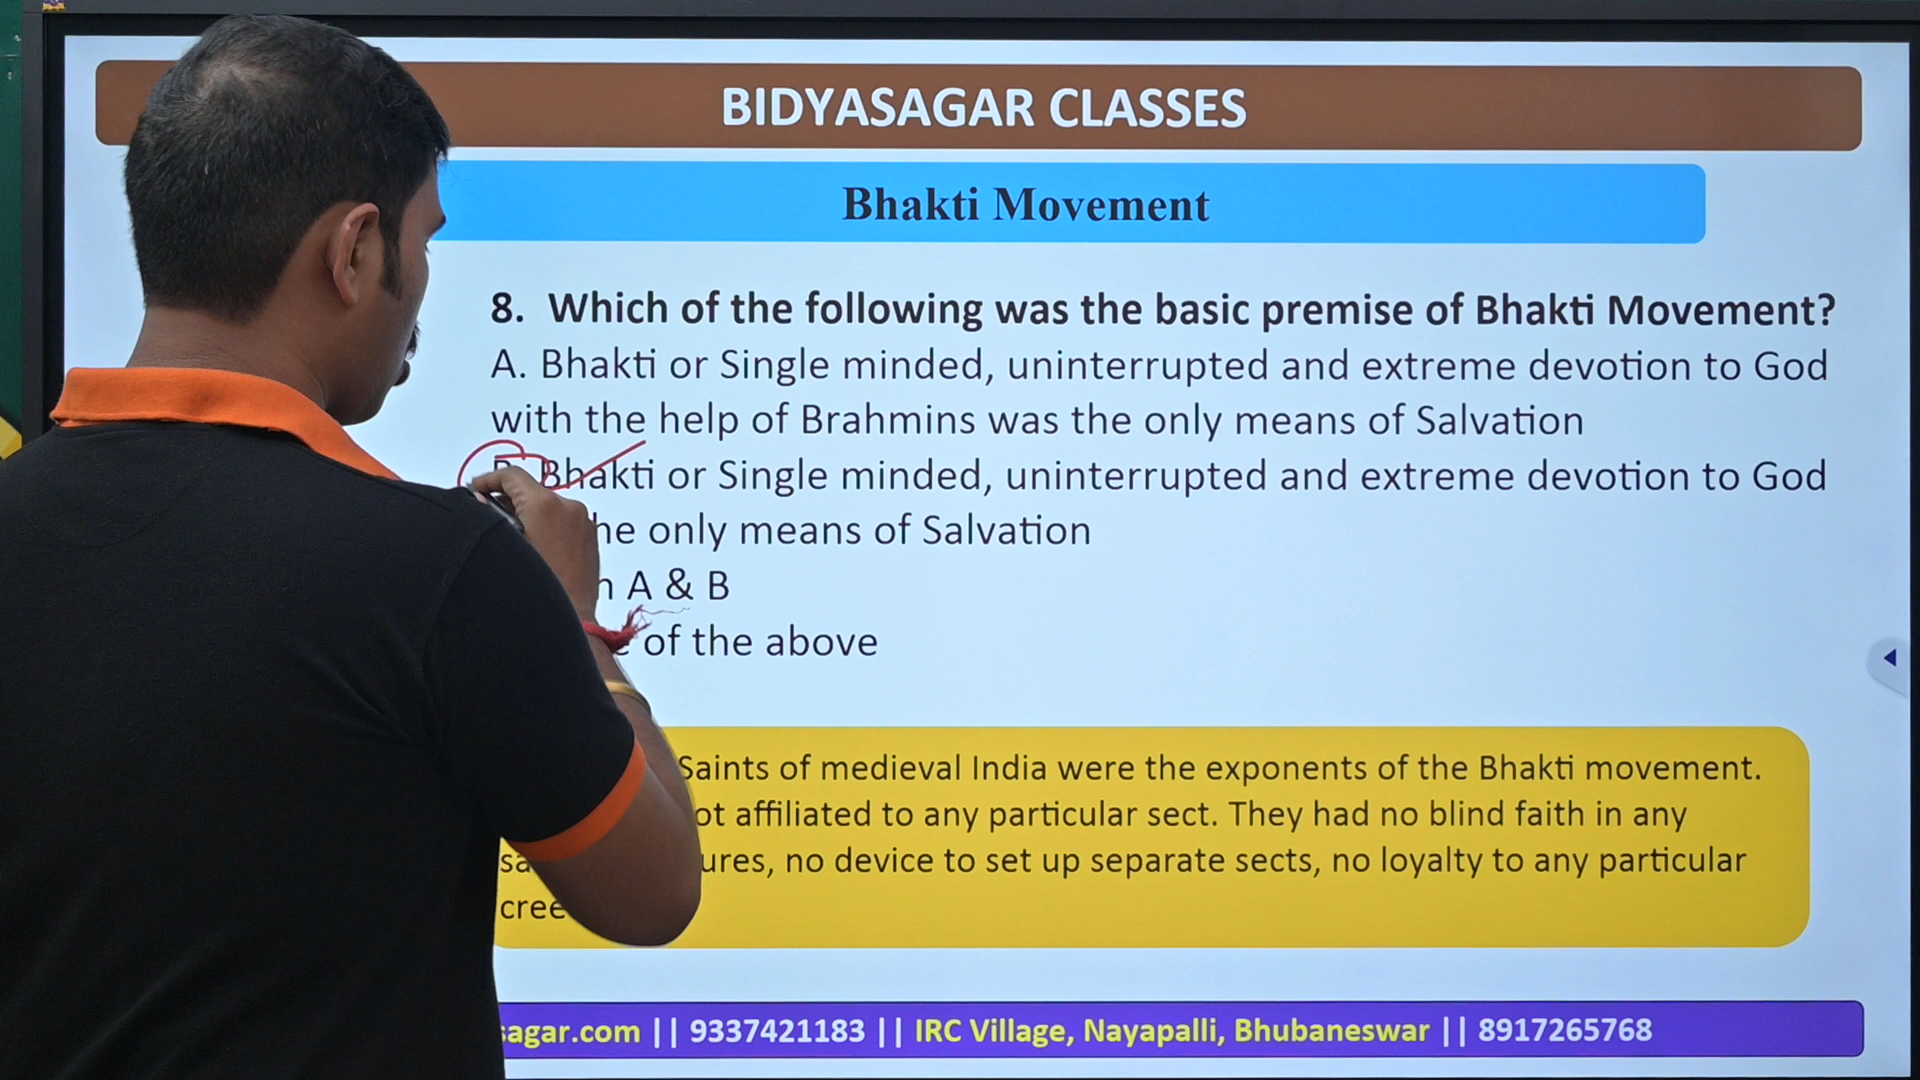 BIDYASAGAR CLASSES
Bhakti Movement
8. Which of the following was the basic premise of Bhakti Movement?
A. Bhakti or Single minded, uninterrupted and extreme devotion to God
with the help of Brahmins was the only means of Salvation
Bhakti or Single minded, uninterrupted and extreme devotion to God
only means of Salvation
A & B
of the above
Saints of medieval India were the exponents of the Bhakti movement.
affiliated to any particular sect. They had no blind faith in any
no device to set up separate sects, no loyalty to any particular
sagar.com || 9337421183 || IRC Village, Nayapalli, Bhubaneswar || 8917265768